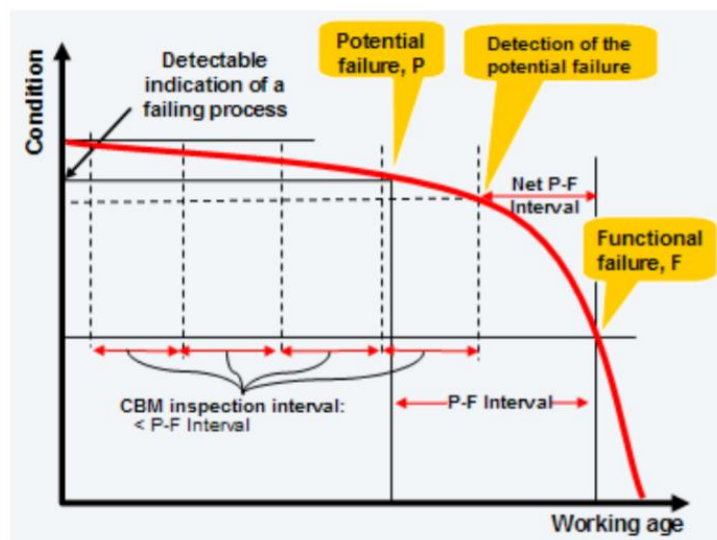 Condition
Detectable
indication of a
failing process
Potential
failure, P
Detection of the
potential failure
Net P-F
Interval
Functional
failure, F
CBM inspection interval:
< P-F Interval
P-F Interval
Working age